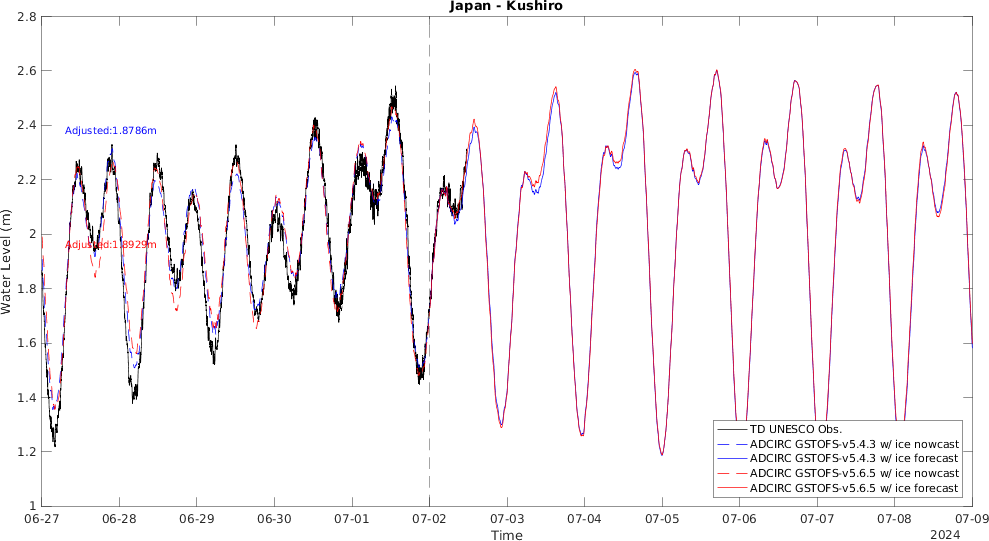 Japan - Kushiro
2.8
2.6
2.4
2.2
2
1.8
1.6
1.4
1.2
1
Water Level (m)
Adjusted:1.8786m
Adjusted:1.8929m
TD UNESCO Obs.
ADCIRC GSTOFS-v5.4.3 w/ ice nowcast
ADCIRC GSTOFS-v5.4.3 w/ ice forecast
ADCIRC GSTOFS-v5.6.5 w/ ice nowcast
ADCIRC GSTOFS-v5.6.5 w/ ice forecast
06-27 06-28 06-29 06-30 07-01 07-02 07-03 07-04 07-05 07-06 07-07 07-08 07-09
Time
2024